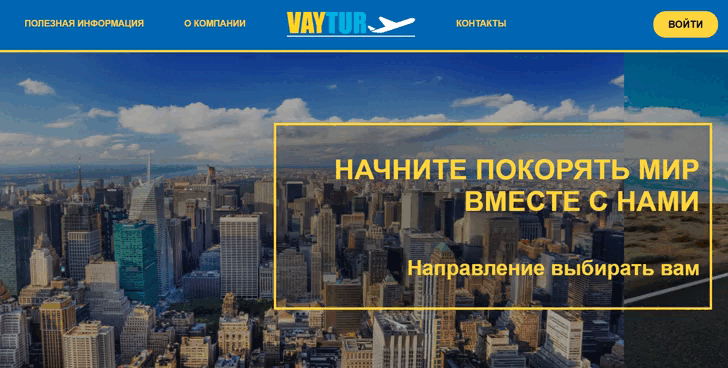 ПОЛЕЗНАЯ ИНФОРМАЦИЯ
О КОМПАНИИ
VAYTUR
КОНТАКТЫ
ВОЙТИ
НАЧНИТЕ ПОКОРЯТЬ МИР
ВМЕСТЕ С НАМИ
Направление выбирать вам